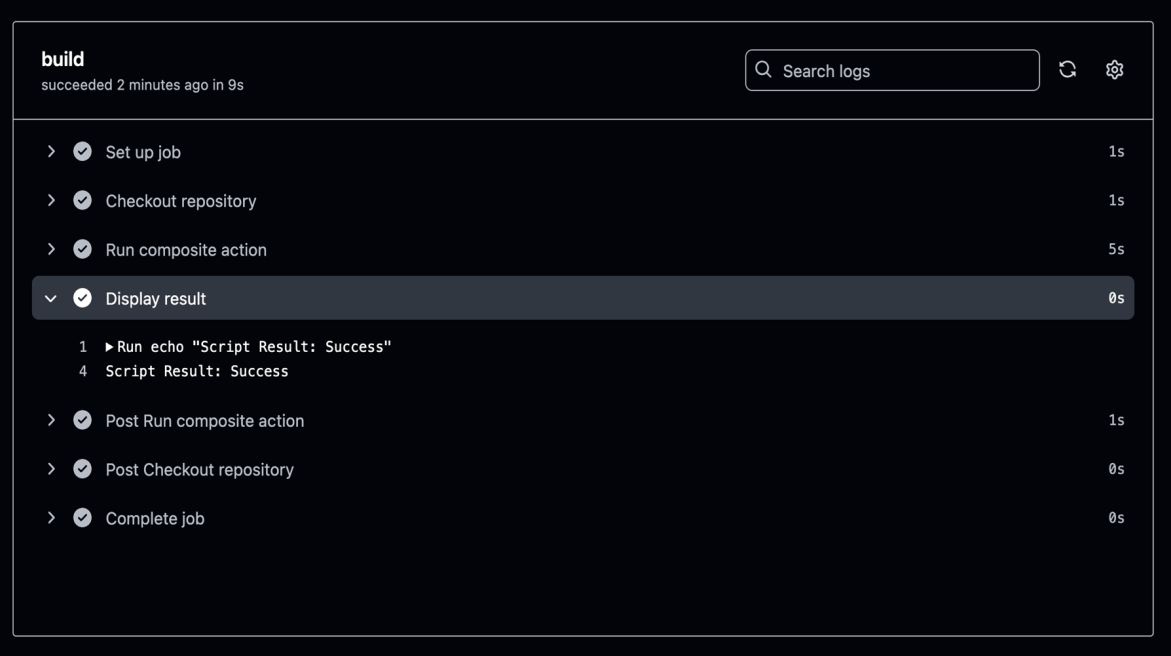 build
succeeded 2 minutes ago in 9s
Search logs
Set up job 1s
Checkout repository 1s
Run composite action 5s
Display result 0s
1 Run echo "Script Result: Success"
4 Script Result: Success
Post Run composite action 1s
Post Checkout repository 0s
Complete job 0s